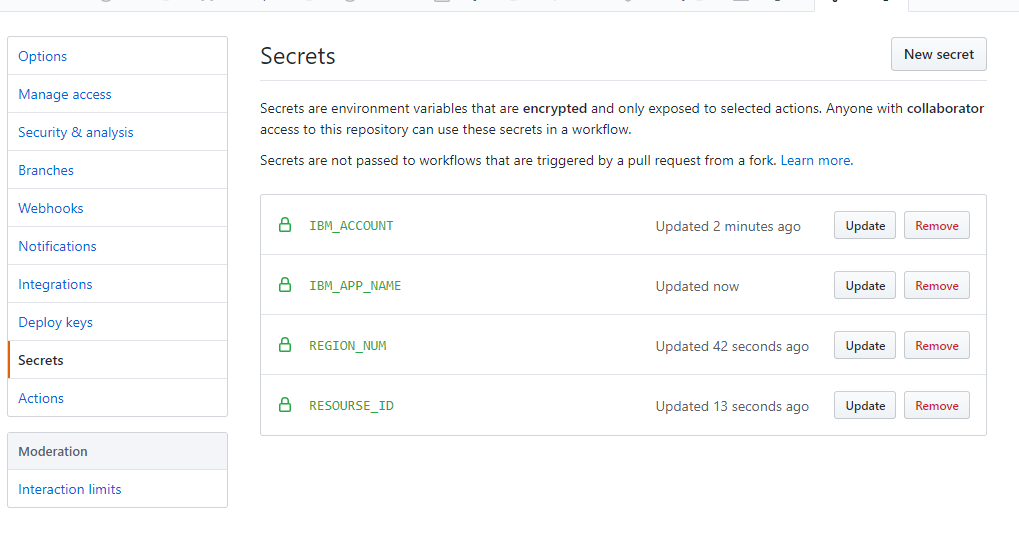 Options
Manage access
Security & analysis
Branches
Webhooks
Notifications
Integrations
Deploy keys
Secrets
Actions
Moderation
Interaction limits
Secrets
New secret
Secrets are environment variables that are encrypted and only exposed to selected actions. Anyone with collaborator
access to this repository can use these secrets in a workflow.
Secrets are not passed to workflows that are triggered by a pull request from a fork. Learn more.
IBM_ACCOUNT Updated 2 minutes ago Update Remove
IBM_APP_NAME Updated now Update Remove
REGION_NUM Updated 42 seconds ago Update Remove
RESOURSE_ID Updated 13 seconds ago Update Remove